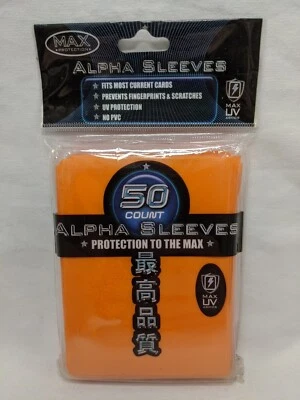 MAX
PROTECTION
ALPHA SLEEVES
★ FITS MOST CURRENT CARDS
★ PREVENTS FINGERPRINTS & SCRATCHES
★ UV PROTECTION
★ NO PVC
MAX
UV
50
COUNT
ALPHA SLEEVES
★ PROTECTION TO THE MAX ★
最高品質
MAX
UV